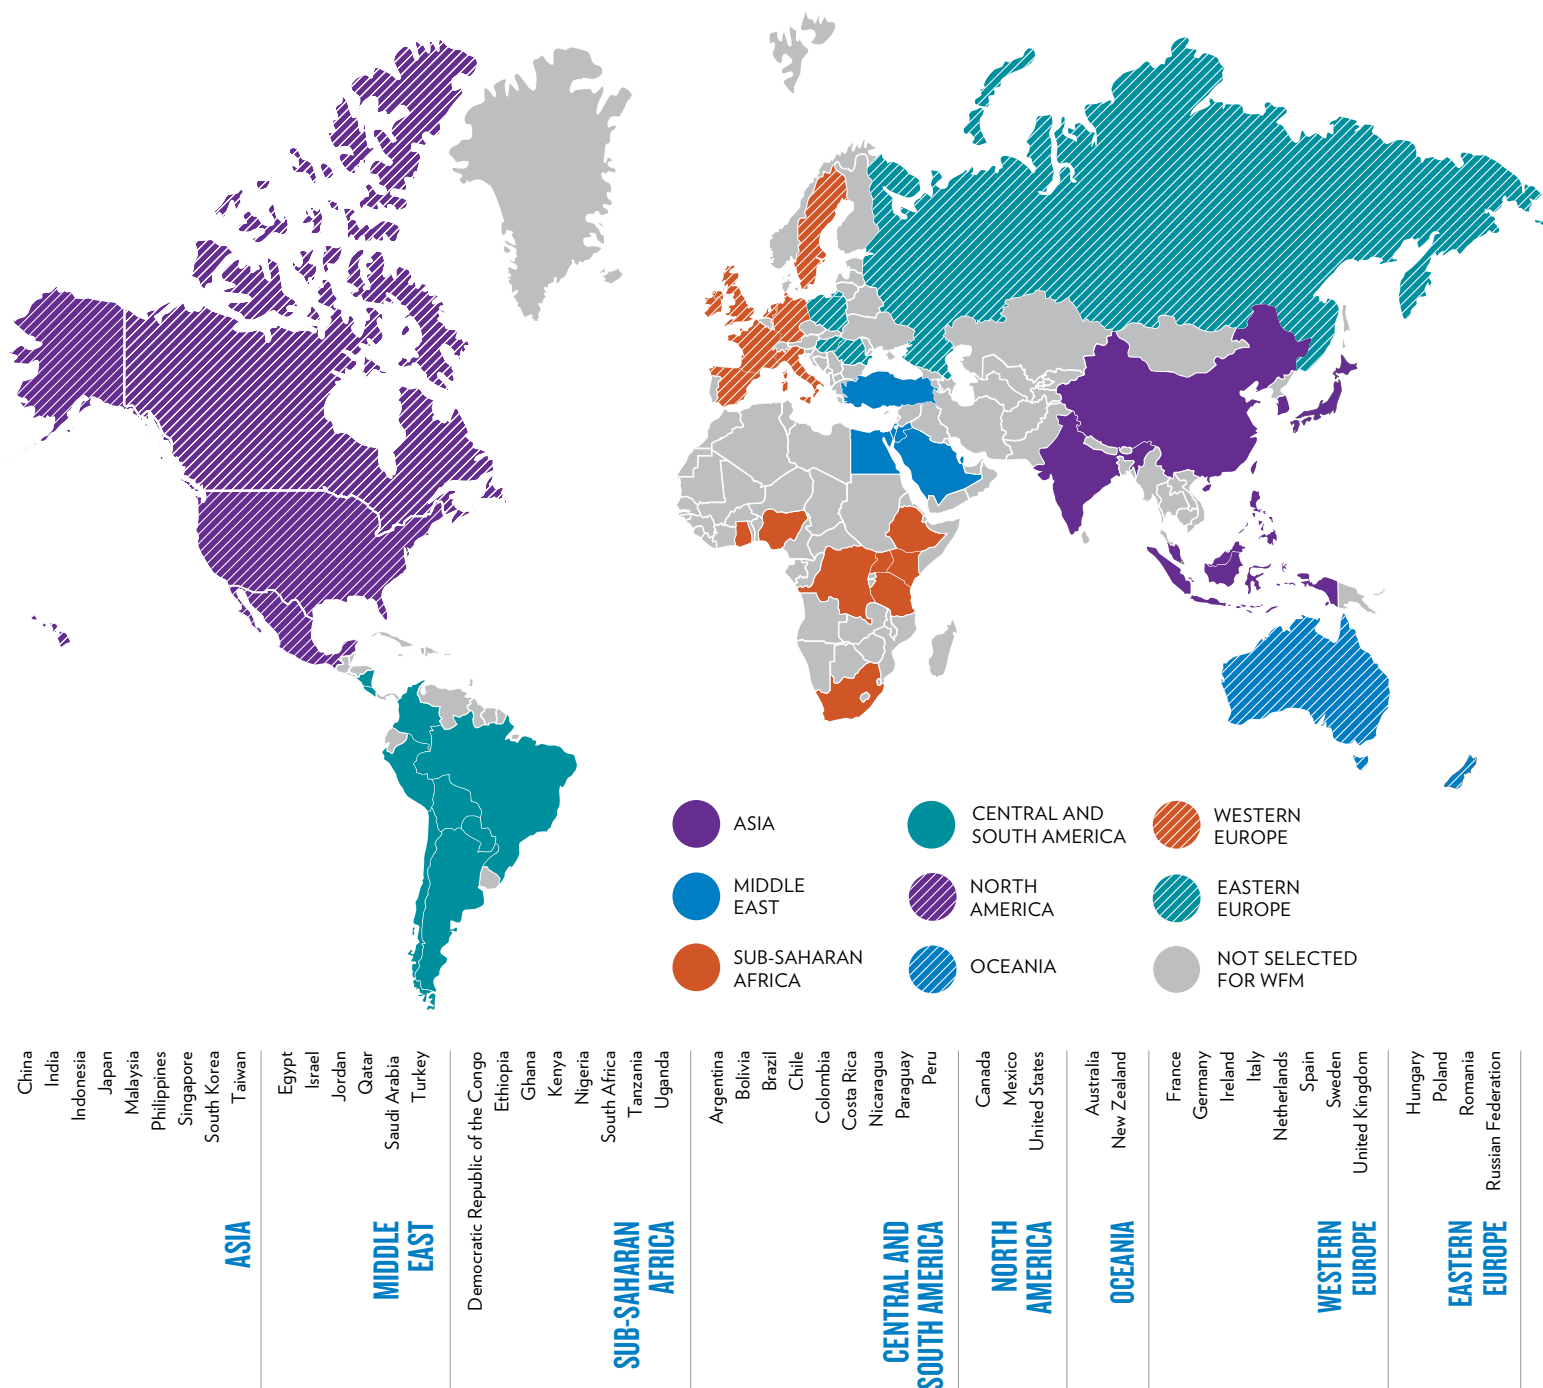 ASIA
MIDDLE
EAST
SUB-SAHARAN
AFRICA
CENTRAL AND
SOUTH AMERICA
NORTH
AMERICA
OCEANIA
WESTERN
EUROPE
EASTERN
EUROPE
NOT SELECTED
FOR WFM
China
India
Indonesia
Japan
Malaysia
Philippines
Singapore
South Korea
Taiwan
ASIA
Egypt
Israel
Jordan
Qatar
Saudi Arabia
Turkey
MIDDLE
EAST
Democratic Republic of the Congo
Ethiopia
Ghana
Kenya
Nigeria
South Africa
Tanzania
Uganda
SUB-SAHARAN
AFRICA
Argentina
Bolivia
Brazil
Chile
Colombia
Costa Rica
Nicaragua
Paraguay
Peru
CENTRAL AND
SOUTH AMERICA
Canada
Mexico
United States
NORTH
AMERICA
Australia
New Zealand
OCEANIA
France
Germany
Ireland
Italy
Netherlands
Spain
Sweden
United Kingdom
WESTERN
EUROPE
Hungary
Poland
Romania
Russian Federation
EASTERN
EUROPE